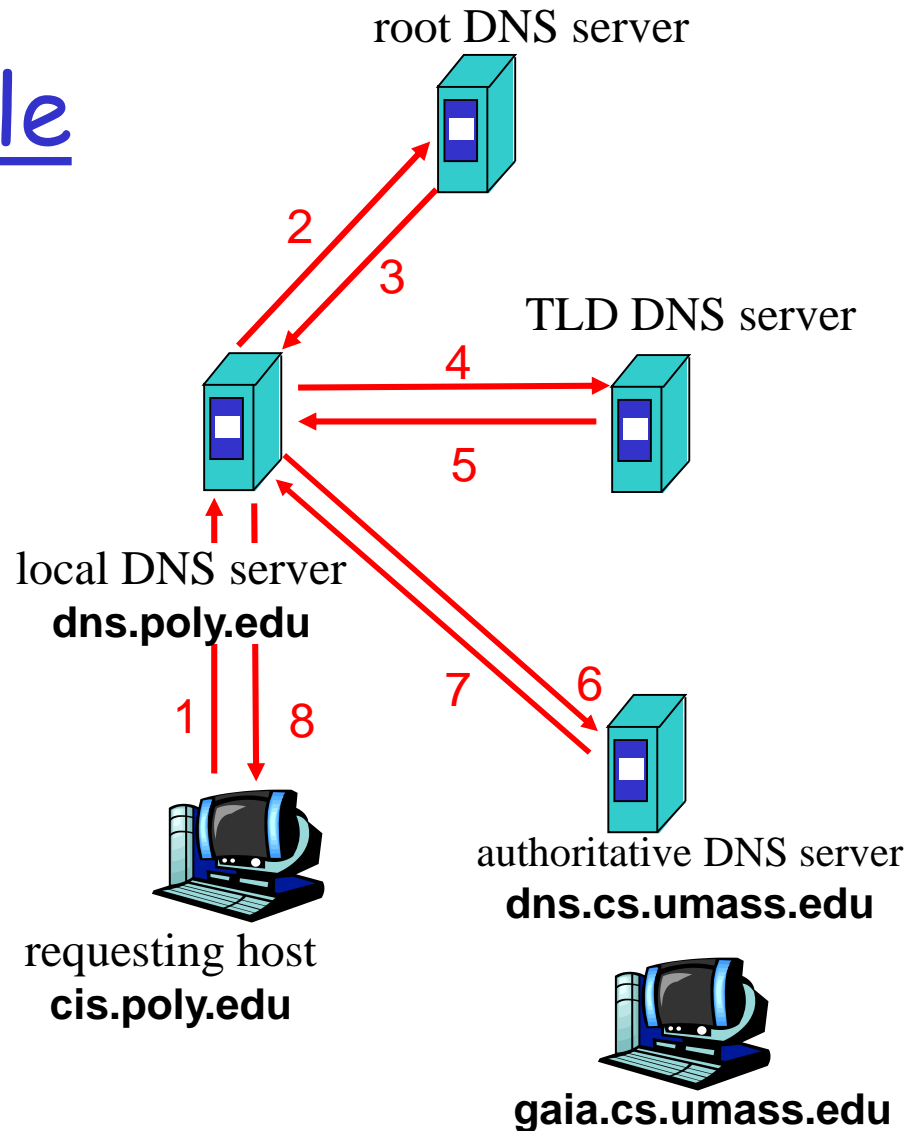 root DNS server
le
2
3
TLD DNS server
4
5
local DNS server
dns.poly.edu
7
6
1
8
authoritative DNS server
dns.cs.umass.edu
requesting host
cis.poly.edu
gaia.cs.umass.edu